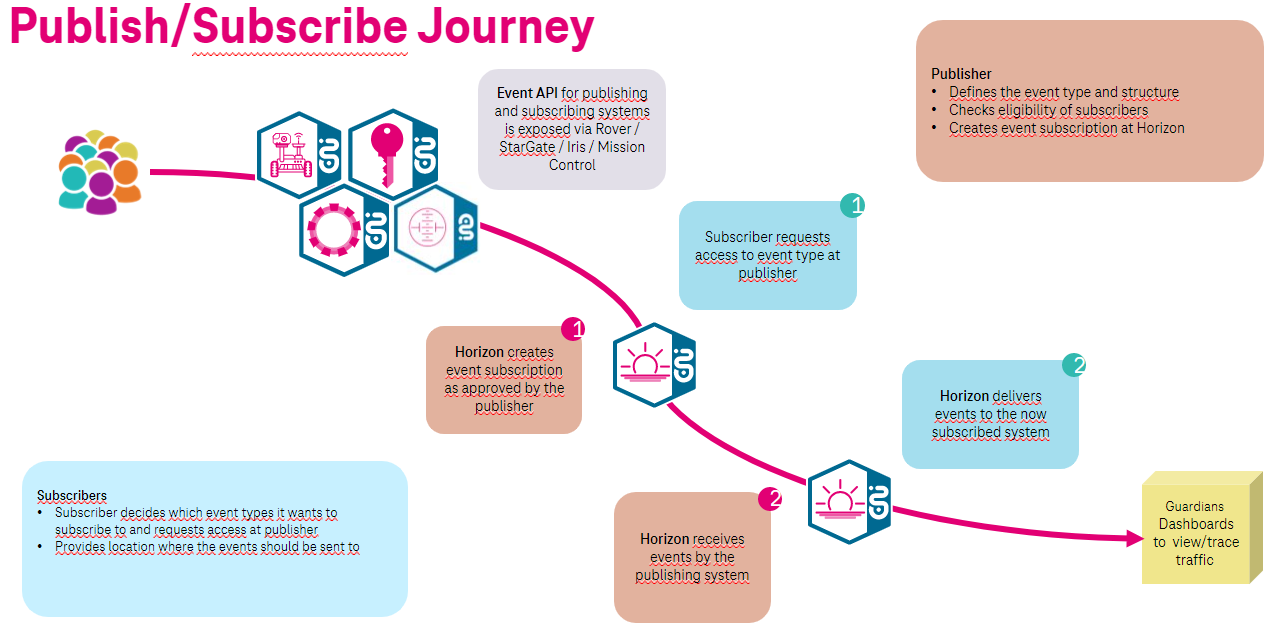 Publish/Subscribe Journey
Event API for publishing
and subscribing systems
is exposed via Rover /
StarGate / Iris / Mission
Control
Publisher
• Defines the event type and structure
• Checks eligibility of subscribers
• Creates event subscription at Horizon
1
Subscriber requests
access to event type at
publisher
1
Horizon creates
event subscription
as approved by the
publisher
2
Horizon delivers
events to the now
subscribed system
Subscribers
• Subscriber decides which event types it wants to
subscribe to and requests access at publisher
• Provides location where the events should be sent to
2
Horizon receives
events by the
publishing system
Guardians
Dashboards
to view/trace
traffic